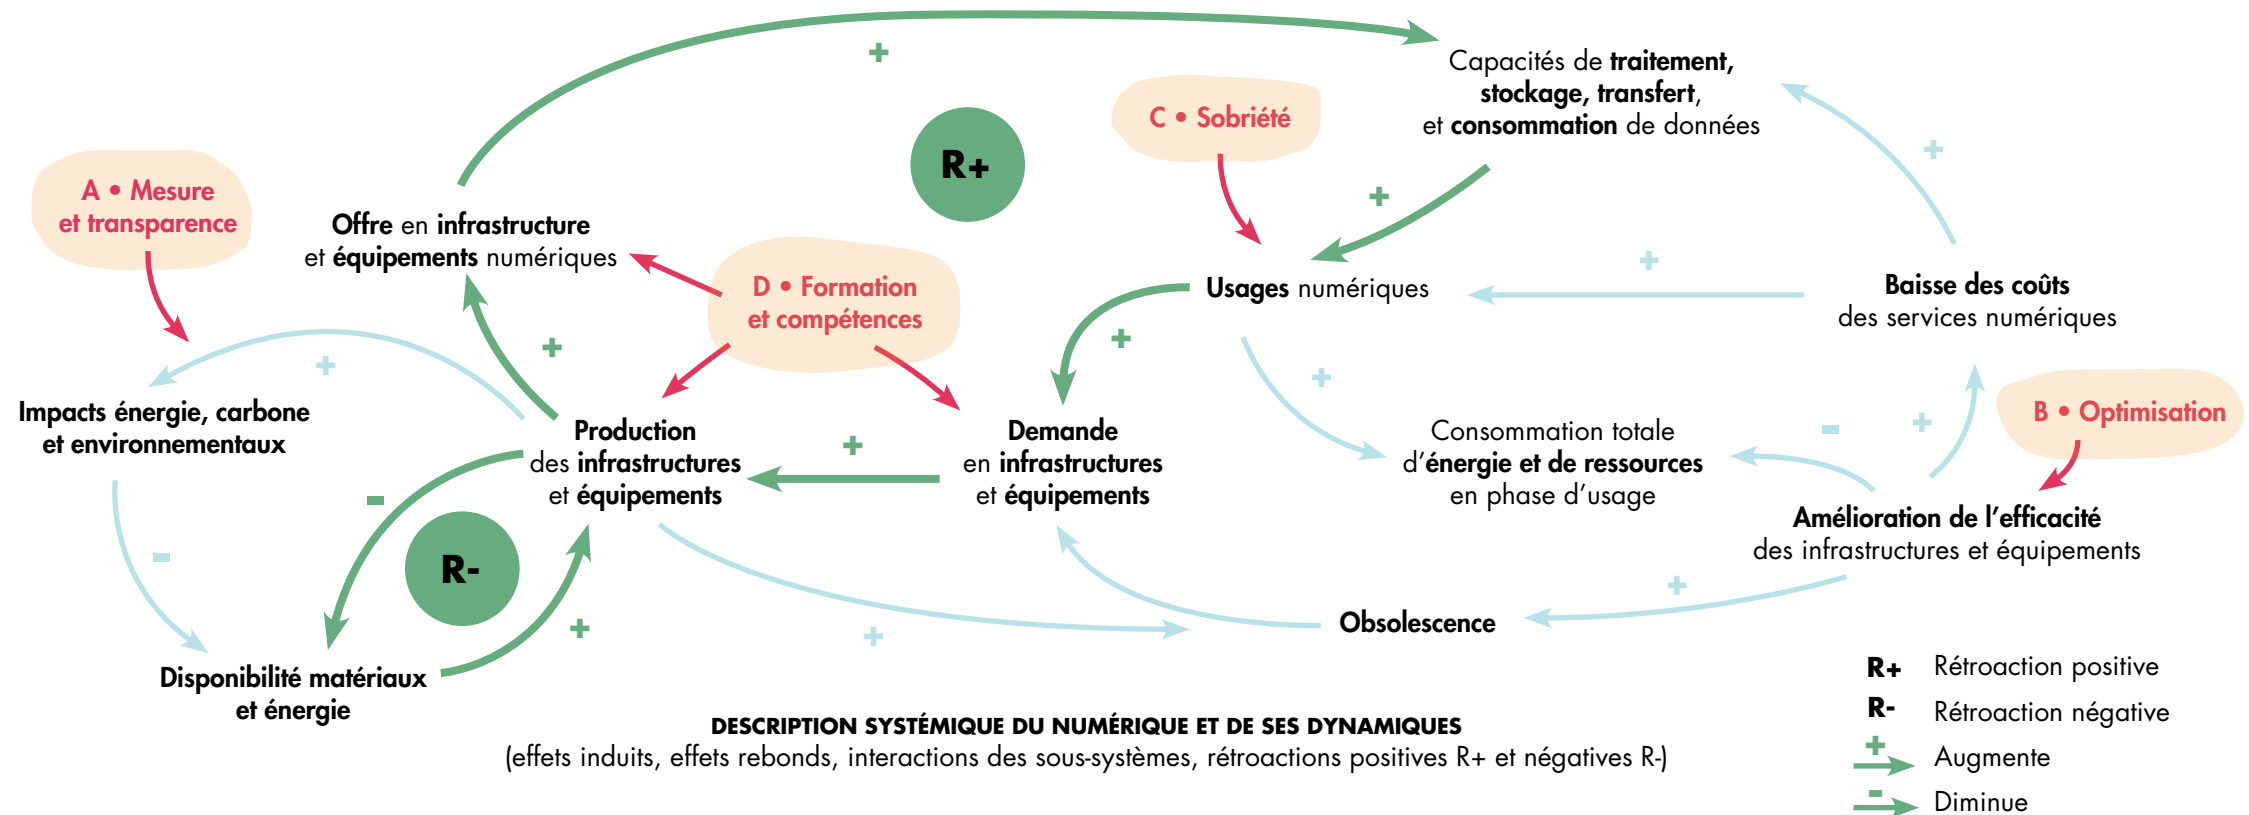 +
Capacités de traitement,
stockage, transfert,
et consommation de données
C • Sobriété
+
R+
+
A • Mesure
et transparence
Offre en infrastructure
et équipements numériques
D • Formation
et compétences
Usages numériques
+
Baisse des coûts
des services numériques
+
+
+
+
+
Impacts énergie, carbone
et environnementaux
Production
des infrastructures
et équipements
+
Demande
en infrastructures
et équipements
Consommation totale
d'énergie et de ressources
en phase d'usage
-
+
B • Optimisation
-
Amélioration de l'efficacité
des infrastructures et équipements
-
R-
+
+
+
Obsolescence
Disponibilité matériaux
et énergie
DESCRIPTION SYSTÉMIQUE DU NUMÉRIQUE ET DE SES DYNAMIQUES
(effets induits, effets rebonds, interactions des sous-systèmes, rétroactions positives R+ et négatives R-)
R+ Rétroaction positive
R- Rétroaction négative
+ Augmente
- Diminue